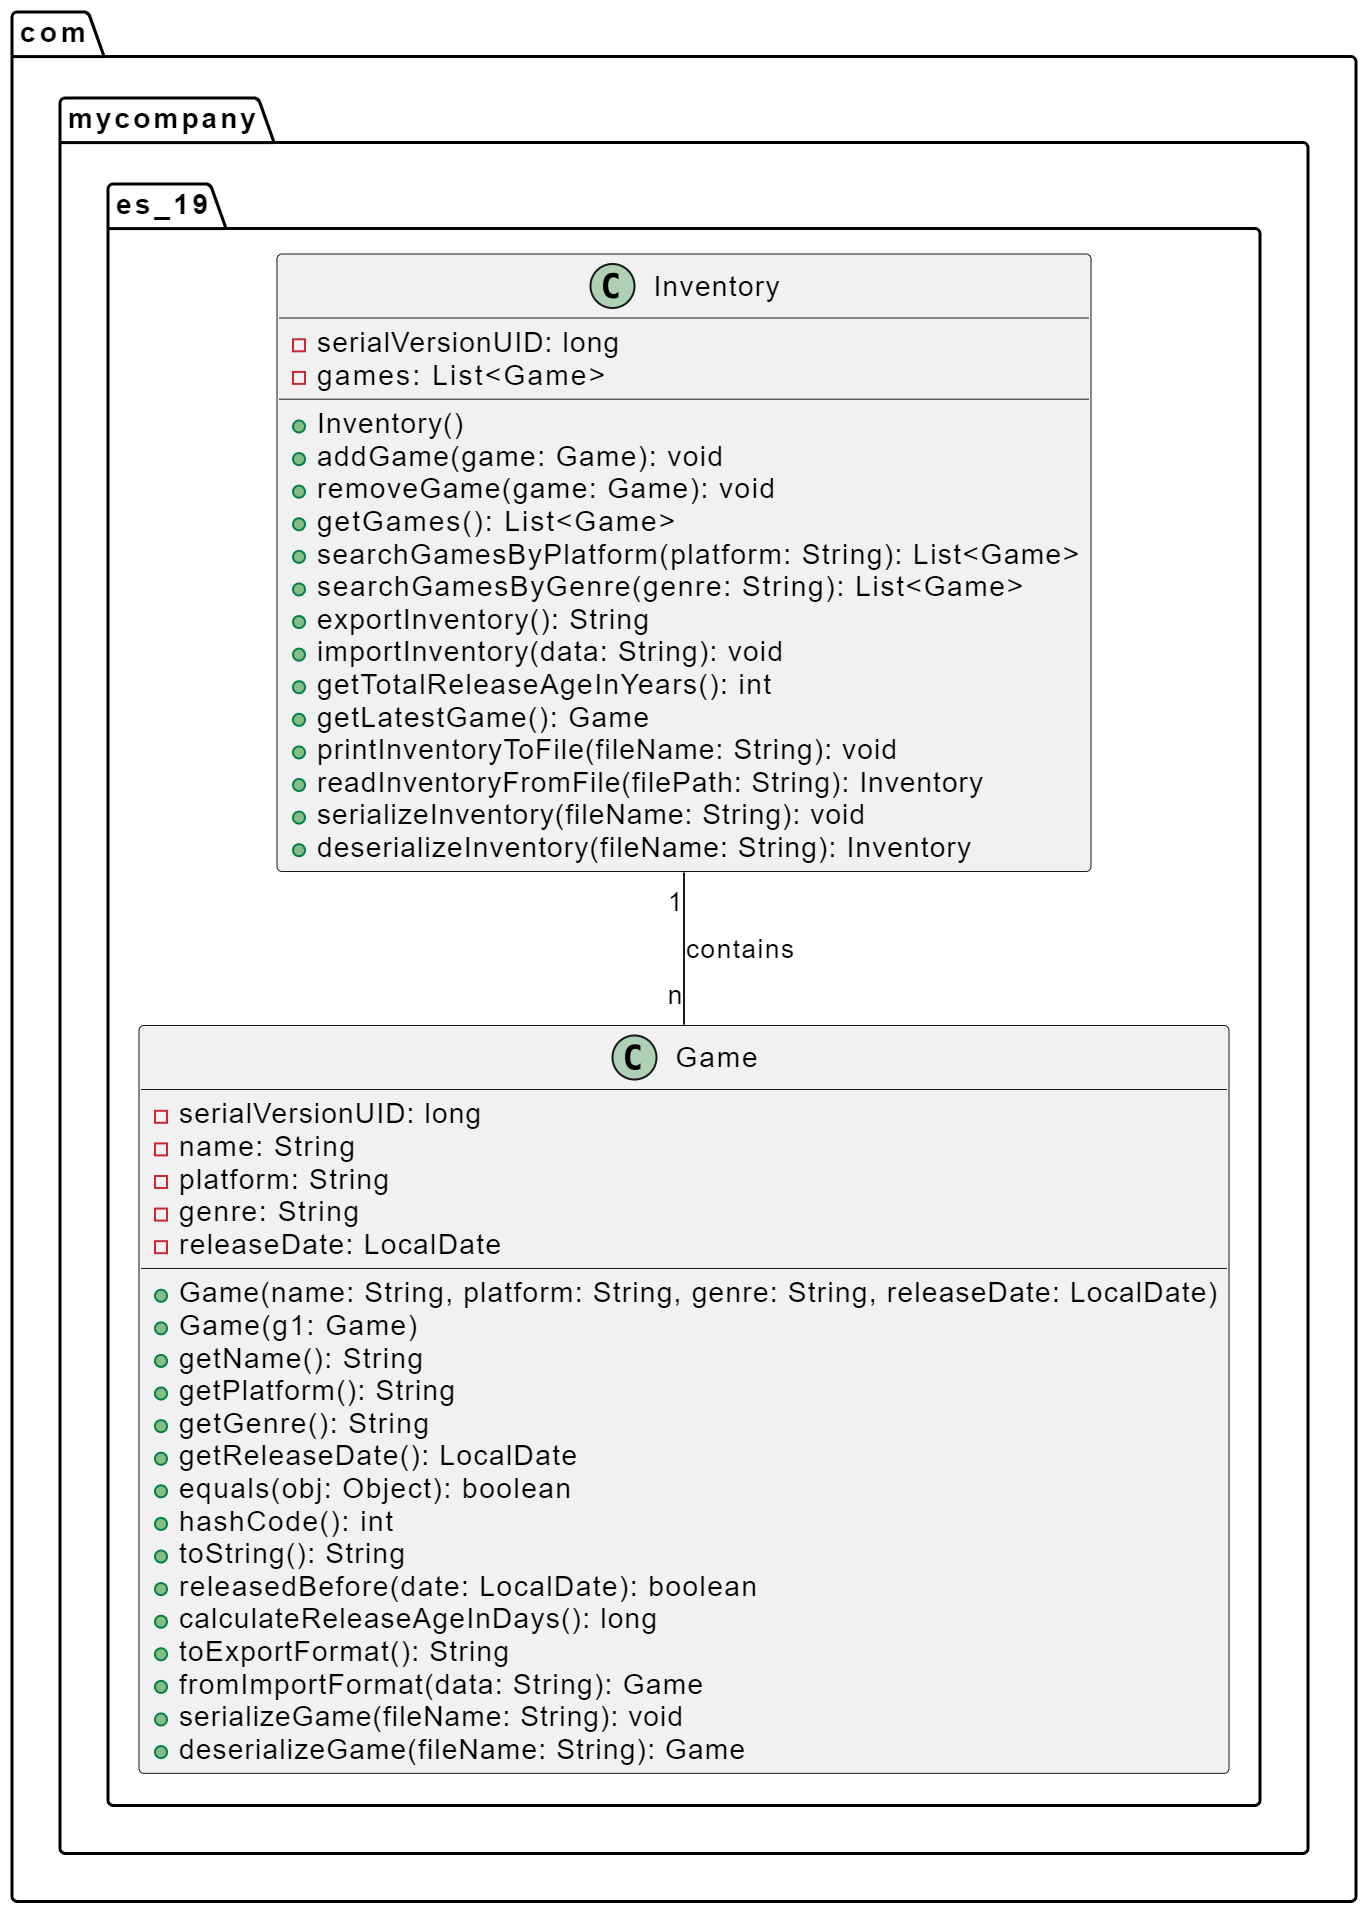 com
mycompany
es_19
C Inventory
serialVersionUID: long
games: List<Game>
Inventory()
addGame(game: Game): void
removeGame(game: Game): void
getGames(): List<Game>
searchGamesByPlatform(platform: String): List<Game>
searchGamesByGenre(genre: String): List<Game>
exportInventory(): String
importInventory(data: String): void
getTotalReleaseAgeInYears(): int
getLatestGame(): Game
printInventoryToFile(fileName: String): void
readInventoryFromFile(filePath: String): Inventory
serializeInventory(fileName: String): void
deserializeInventory(fileName: String): Inventory
1
contains
n
C Game
serialVersionUID: long
name: String
platform: String
genre: String
releaseDate: LocalDate
Game(name: String, platform: String, genre: String, releaseDate: LocalDate)
Game(g1: Game)
getName(): String
getPlatform(): String
getGenre(): String
getReleaseDate(): LocalDate
equals(obj: Object): boolean
hashCode(): int
toString(): String
releasedBefore(date: LocalDate): boolean
calculateReleaseAgeInDays(): long
toExportFormat(): String
fromImportFormat(data: String): Game
serializeGame(fileName: String): void
deserializeGame(fileName: String): Game